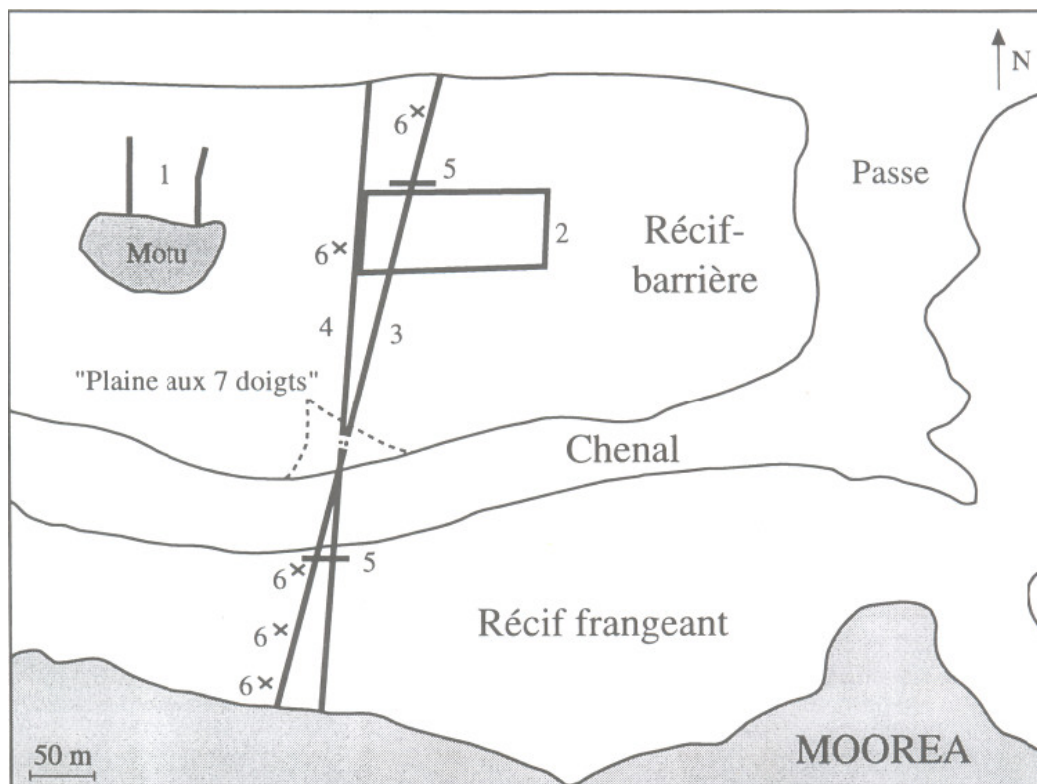 N
6
5
1
Passe
2
Motu
6
Récif-
barrière
4
3
"Plaine aux 7 doigts"
Chenal
5
6
Récif frangeant
6
6
50 m
MOOREA